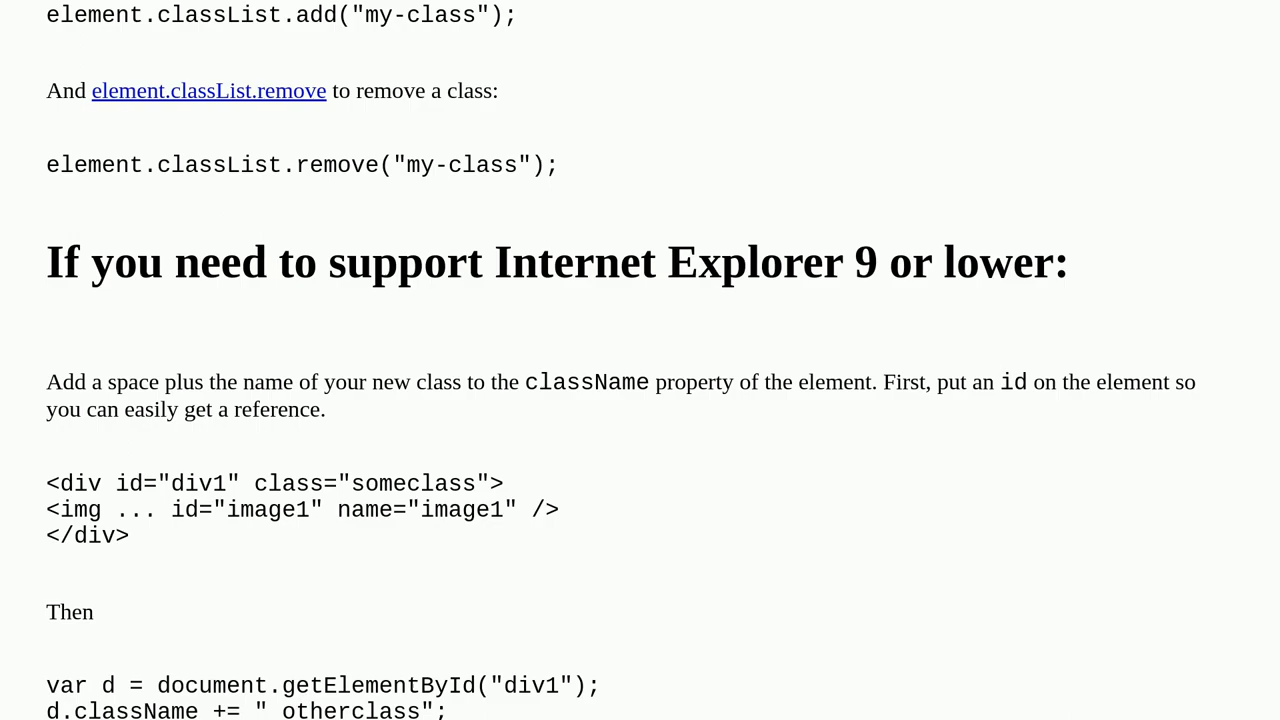 element.classList.add("my-class");
And element.classList.remove to remove a class:
element.classList.remove("my-class");
If you need to support Internet Explorer 9 or lower:
Add a space plus the name of your new class to the className property of the element. First, put an id on the element so
you can easily get a reference.
<div id="div1" class="someclass">
<img ... id="image1" name="image1" />
</div>
Then
var d = document.getElementById("div1");
d.className += " otherclass";